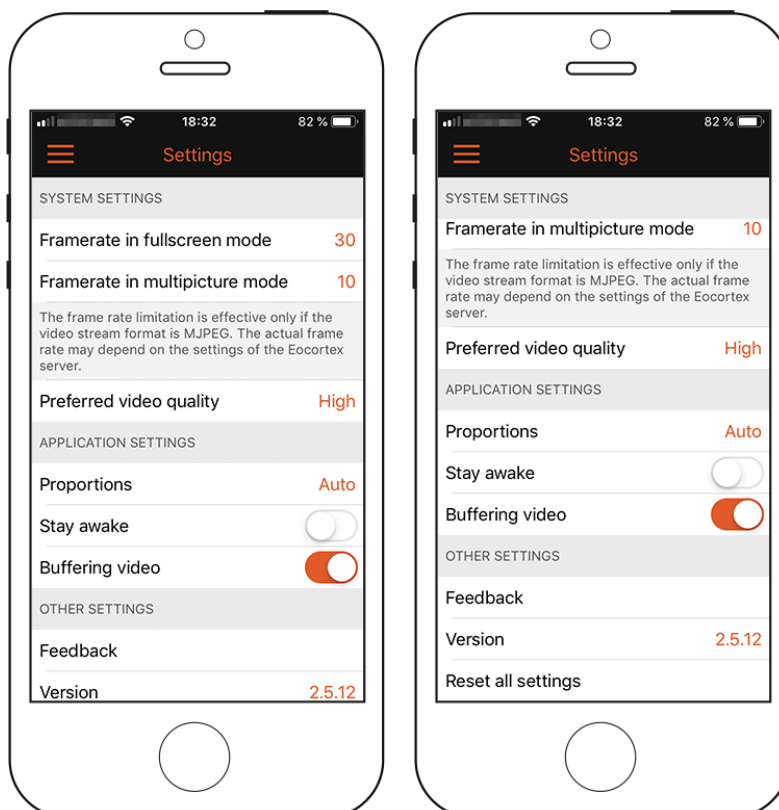 18:32
82 %
Settings
SYSTEM SETTINGS
Framerate in fullscreen mode 30
Framerate in multipicture mode 10
The frame rate limitation is effective only if the
video stream format is MJPEG. The actual frame
rate may depend on the settings of the Eocortex
server.
Preferred video quality High
APPLICATION SETTINGS
Proportions Auto
Stay awake
Buffering video
OTHER SETTINGS
Feedback
Version 2.5.12
18:32
82 %
Settings
SYSTEM SETTINGS
Framerate in multipicture mode 10
The frame rate limitation is effective only if the
video stream format is MJPEG. The actual frame
rate may depend on the settings of the Eocortex
server.
Preferred video quality High
APPLICATION SETTINGS
Proportions Auto
Stay awake
Buffering video
OTHER SETTINGS
Feedback
Version 2.5.12
Reset all settings